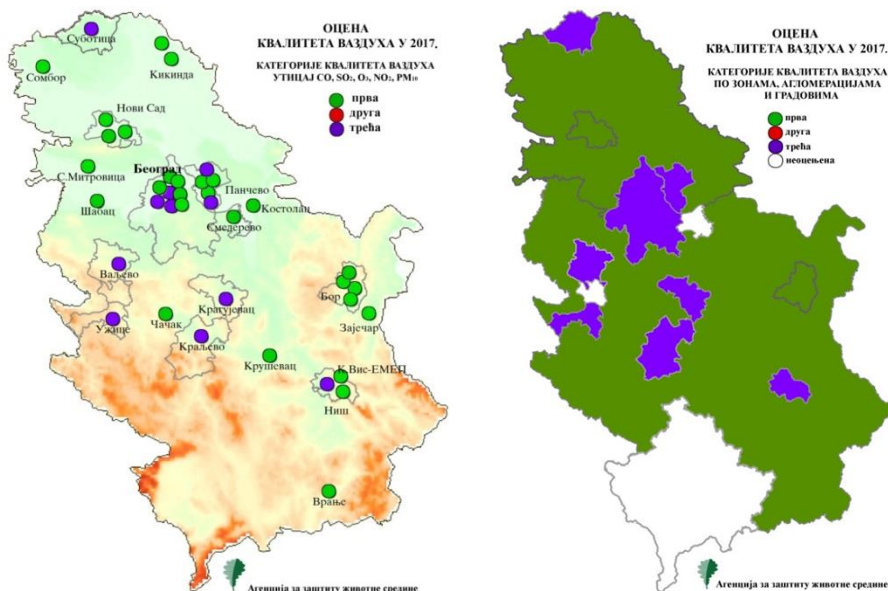 ОЦЕНА
КВАЛИТЕТА ВАЗДУХА У 2017.
КАТЕГОРИЈЕ КВАЛИТЕТА ВАЗДУХА
УТИЦАЈ CO, SO₂, O₃, NO₂, PM₁₀
прва
друга
трећа
Суботица
Сомбор
Кикинда
Нови Сад
С.Митровица
Београд
Панчево
Шабац
Костолац
Смедерево
Ваљево
Бор
Крагујевац
Ужице
Чачак
Зајечар
Краљево
Крушевац
К.Вис-ЕМЕП
Ниш
Врање
Агенција за заштиту животне средине
ОЦЕНА
КВАЛИТЕТА ВАЗДУХА У 2017.
КАТЕГОРИЈЕ КВАЛИТЕТА ВАЗДУХА
ПО ЗОНАМА, АГЛОМЕРАЦИЈАМА
И ГРАДОВИМА
прва
друга
трећа
неоцењена
Агенција за заштиту животне средине